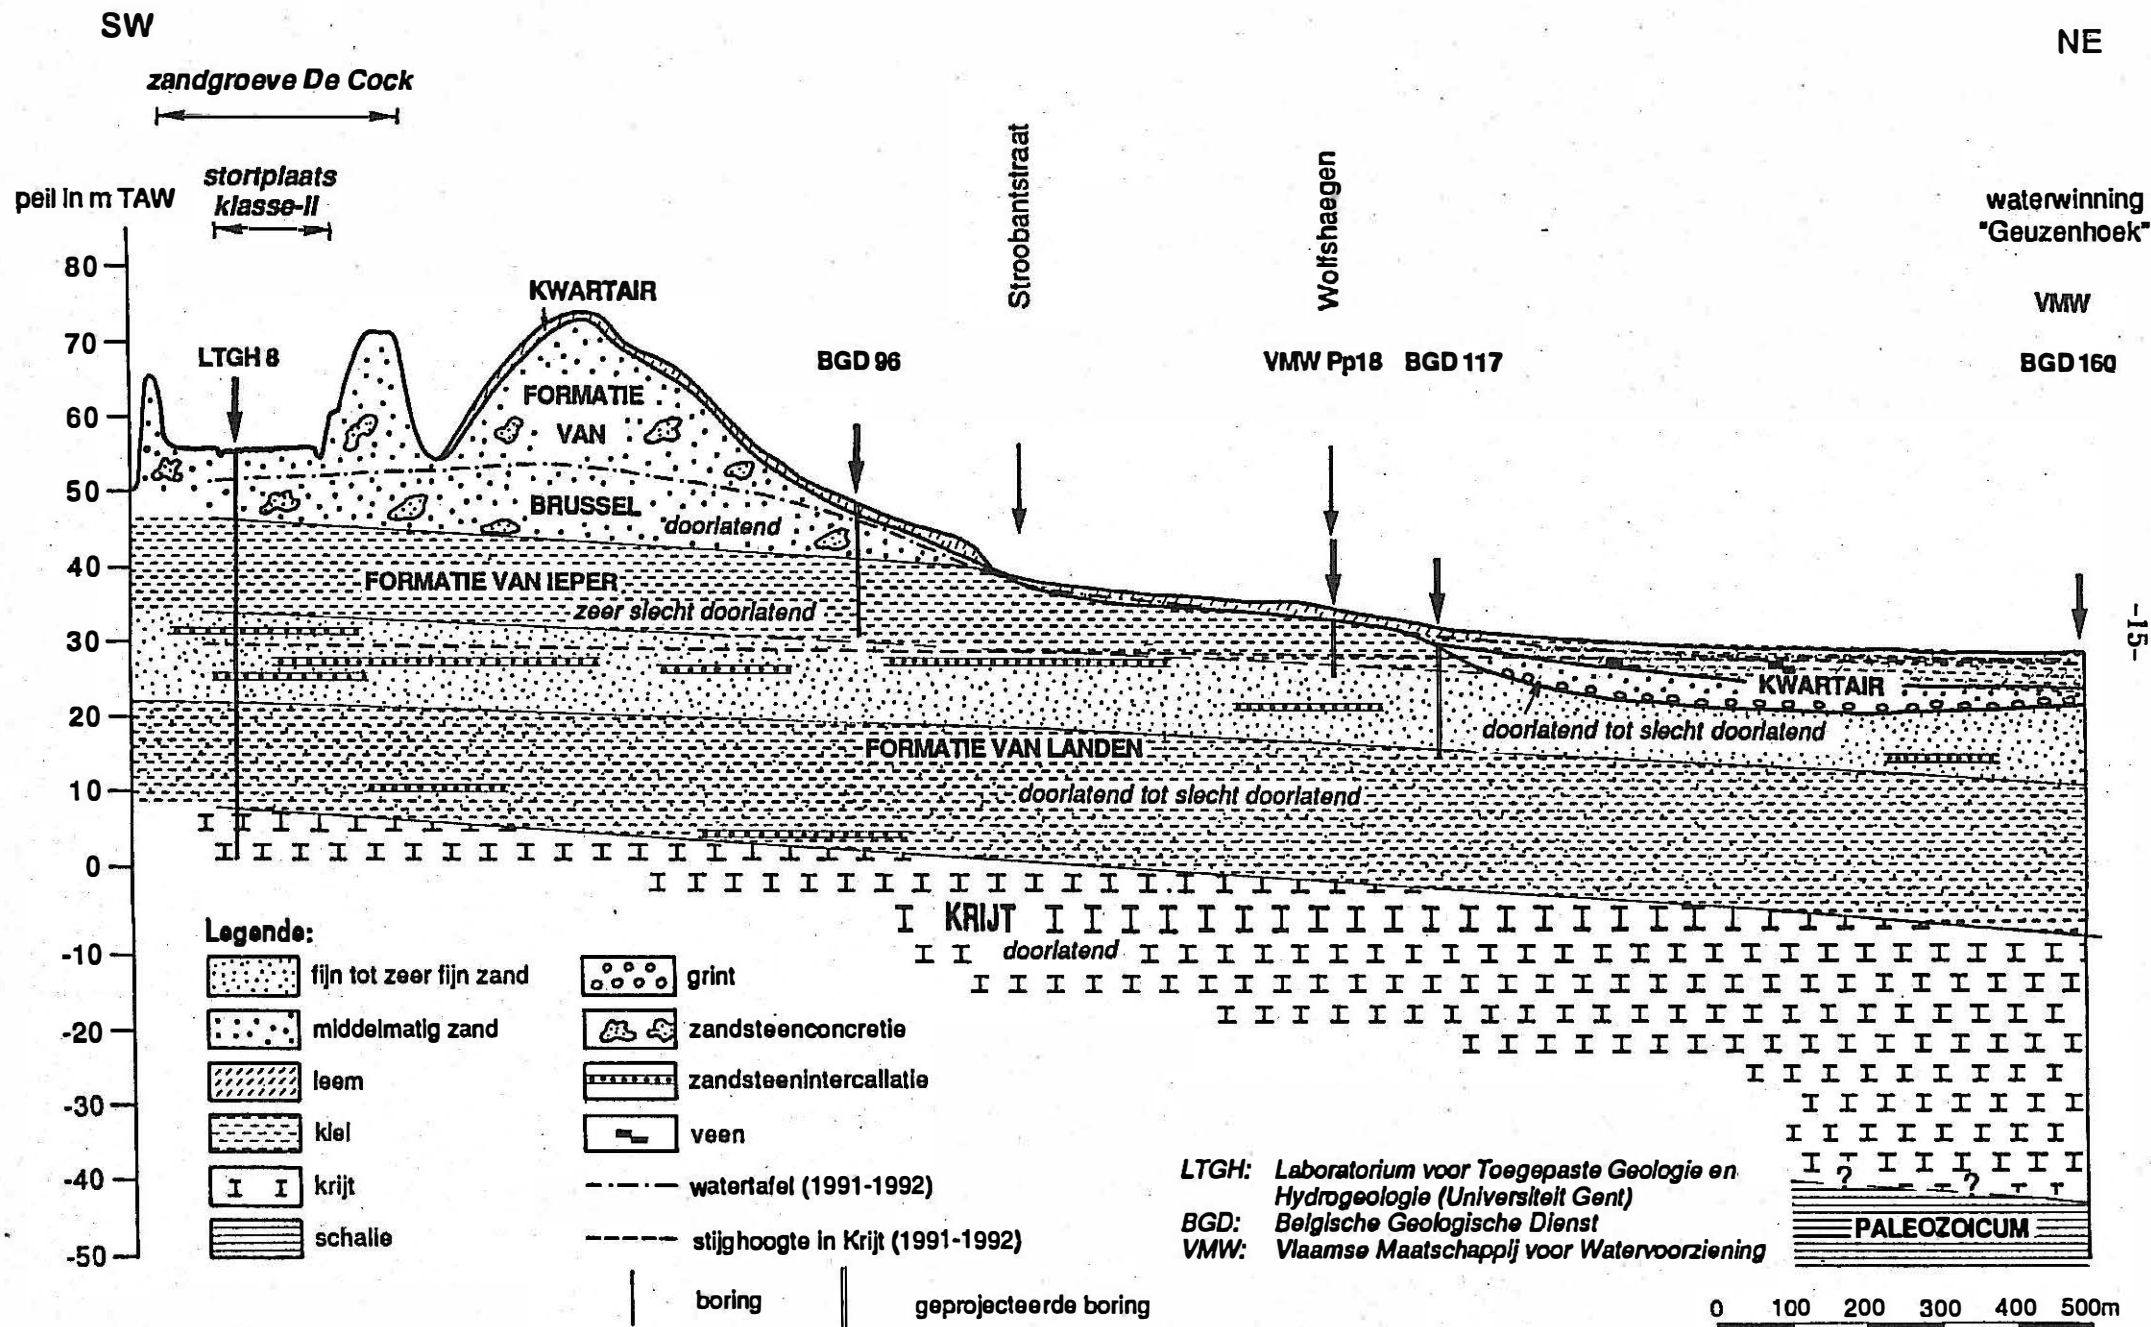 SW
NE
zandgroeve De Cock
stortplaats
klasse-II
peil in m TAW
Stroobantstraat
Wolfshaegen
waterwinning
"Geuzenhoek"
VMW
80
70
60
50
40
30
20
10
0
-10
-20
-30
-40
-50
KWARTAIR
LTGH 8
BGD 96
VMW Pp18
BGD 117
BGD 160
FORMATIE
VAN
BRUSSEL
doorlatend
FORMATIE VAN IEPER
zeer slecht doorlatend
-15-
KWARTAIR
doorlatend tot slecht doorlatend
FORMATIE VAN LANDEN
doorlatend tot slecht doorlatend
KRIJT
doorlatend
? ?
PALEOZOICUM
Legende:
fijn tot zeer fijn zand
middelmatig zand
leem
klei
krijt
schalie
grint
zandsteenconcretie
zandsteenintercallatie
veen
watertafel (1991-1992)
stijghoogte in Krijt (1991-1992)
boring
geprojecteerde boring
LTGH: Laboratorium voor Toegepaste Geologie en
Hydrogeologie (Universiteit Gent)
BGD: Belgische Geologische Dienst
VMW: Vlaamse Maatschappij voor Watervoorziening
0 100 200 300 400 500m